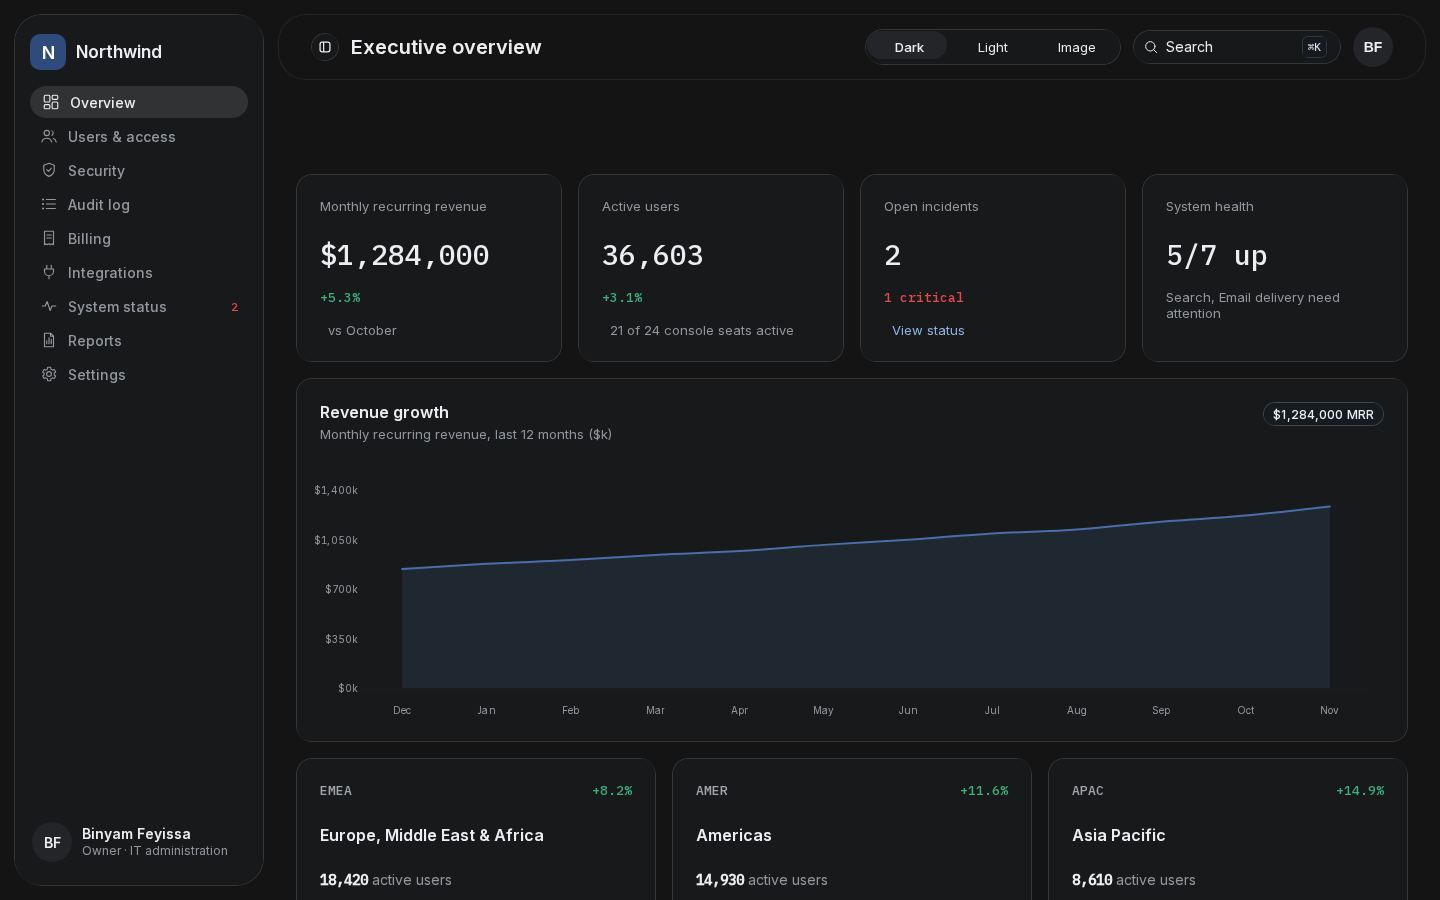 N Northwind
Overview
Users & access
Security
Audit log
Billing
Integrations
System status 2
Reports
Settings
BF
Binyam Feyissa
Owner · IT administration
Executive overview
Dark Light Image
Search ⌘K
BF
Monthly recurring revenue
$1,284,000
+5.3%
vs October
Active users
36,603
+3.1%
21 of 24 console seats active
Open incidents
2
1 critical
View status
System health
5/7 up
Search, Email delivery need
attention
Revenue growth
Monthly recurring revenue, last 12 months ($k)
$1,284,000 MRR
$1,400k
$1,050k
$700k
$350k
$0k
Dec Jan Feb Mar Apr May Jun Jul Aug Sep Oct Nov
EMEA +8.2%
Europe, Middle East & Africa
18,420 active users
AMER +11.6%
Americas
14,930 active users
APAC +14.9%
Asia Pacific
8,610 active users